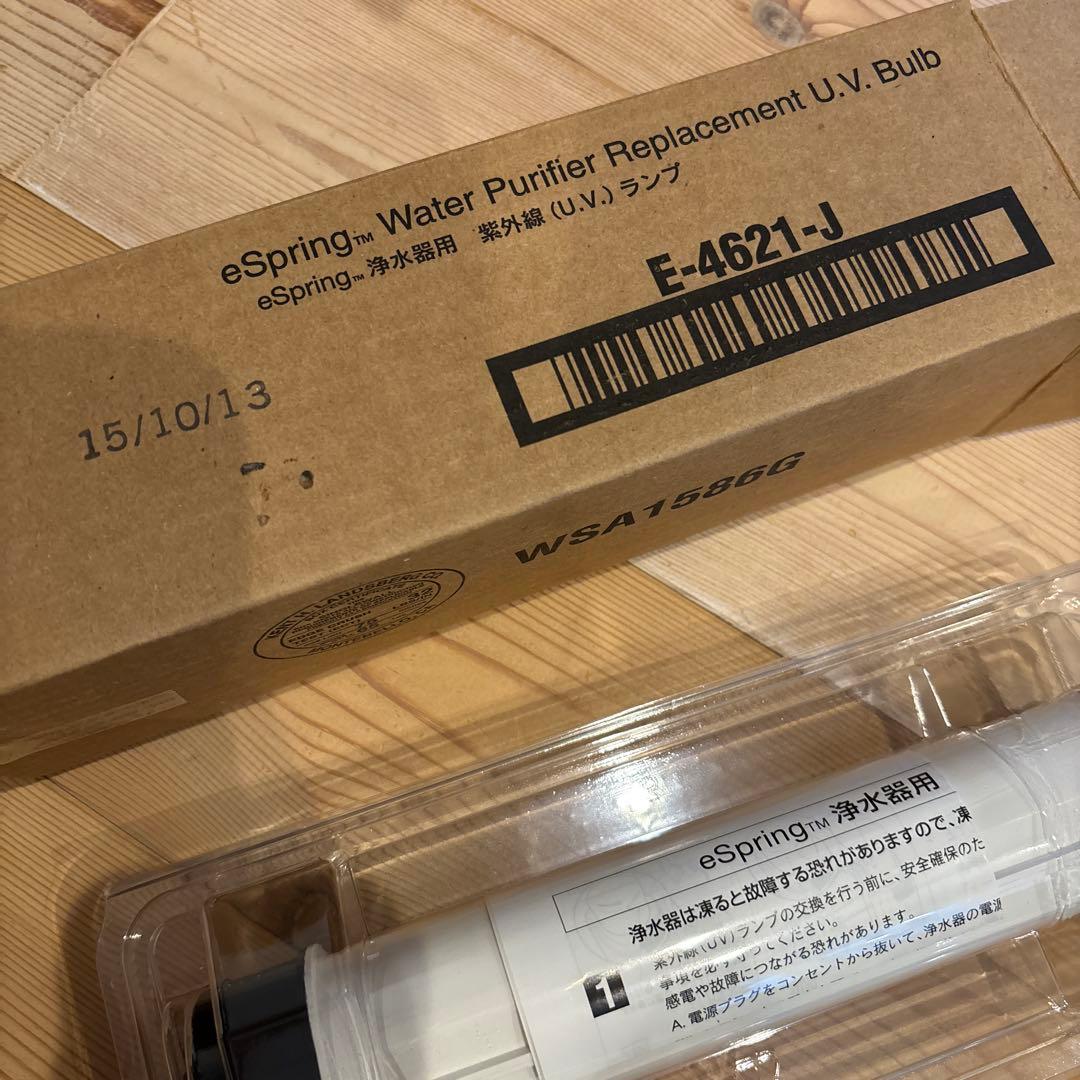 eSpring™ Water Purifier Replacement U.V. Bulb
eSpring™ 浄水器用 紫外線（U.V.）ランプ
E-4621-J
15/10/13
WSA1586G
LANDSBERG CO
MONTEBELLO, CA
eSpring™ 浄水器用
浄水器は凍ると故障する恐れがありますので、凍
1
紫外線（UV）ランプの交換を行う前に、安全確保のた
事項を必ず守ってください。
感電や故障につながる恐れがあります。
A. 電源プラグをコンセントから抜いて、浄水器の電源